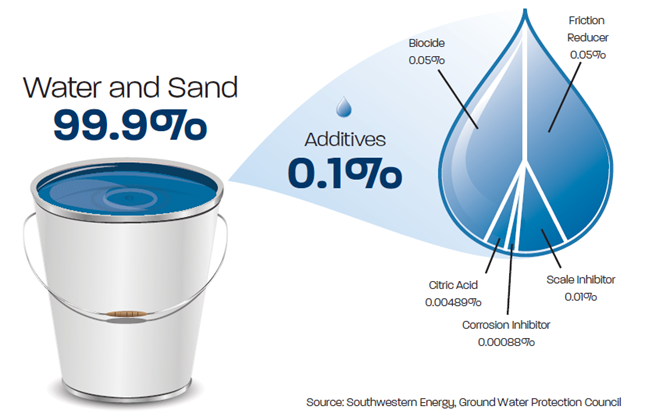 Water and Sand
99.9%
Additives
0.1%
Biocide
0.05%
Friction
Reducer
0.05%
Citric Acid
0.00489%
Corrosion Inhibitor
0.00088%
Scale Inhibitor
0.01%
Source: Southwestern Energy, Ground Water Protection Council